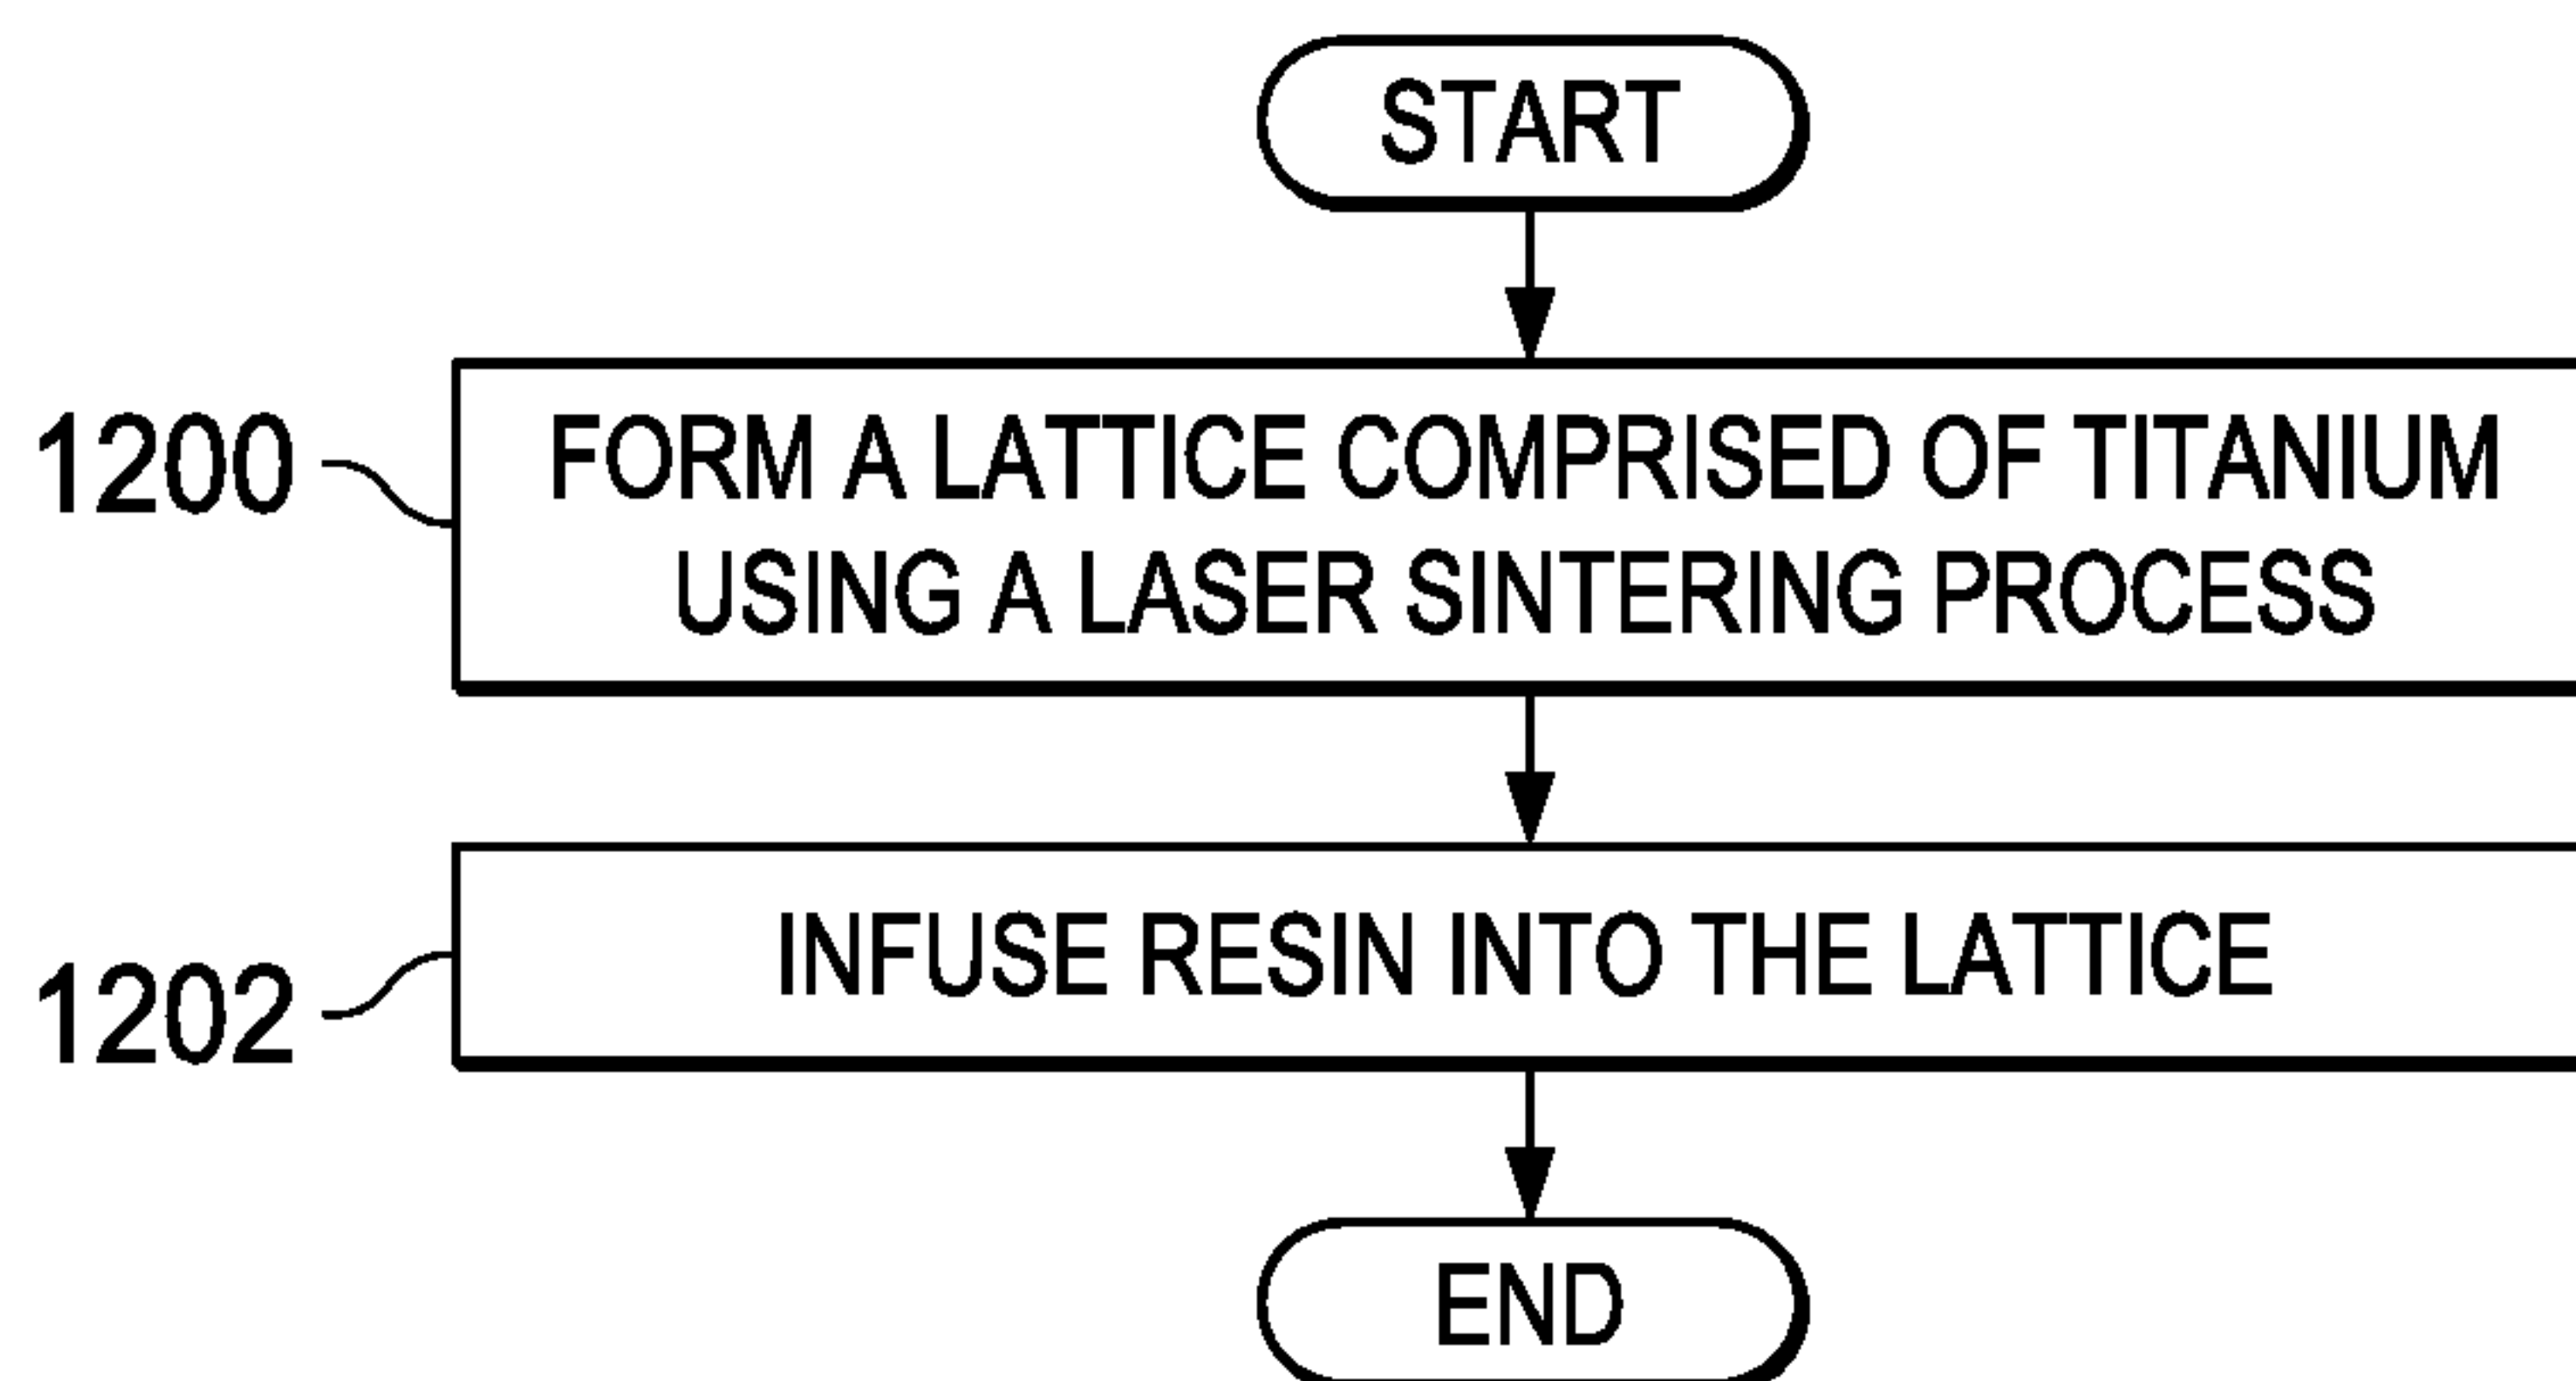 START
1200
FORM A LATTICE COMPRISED OF TITANIUM
USING A LASER SINTERING PROCESS
INFUSE RESIN INTO THE LATTICE
1202
END